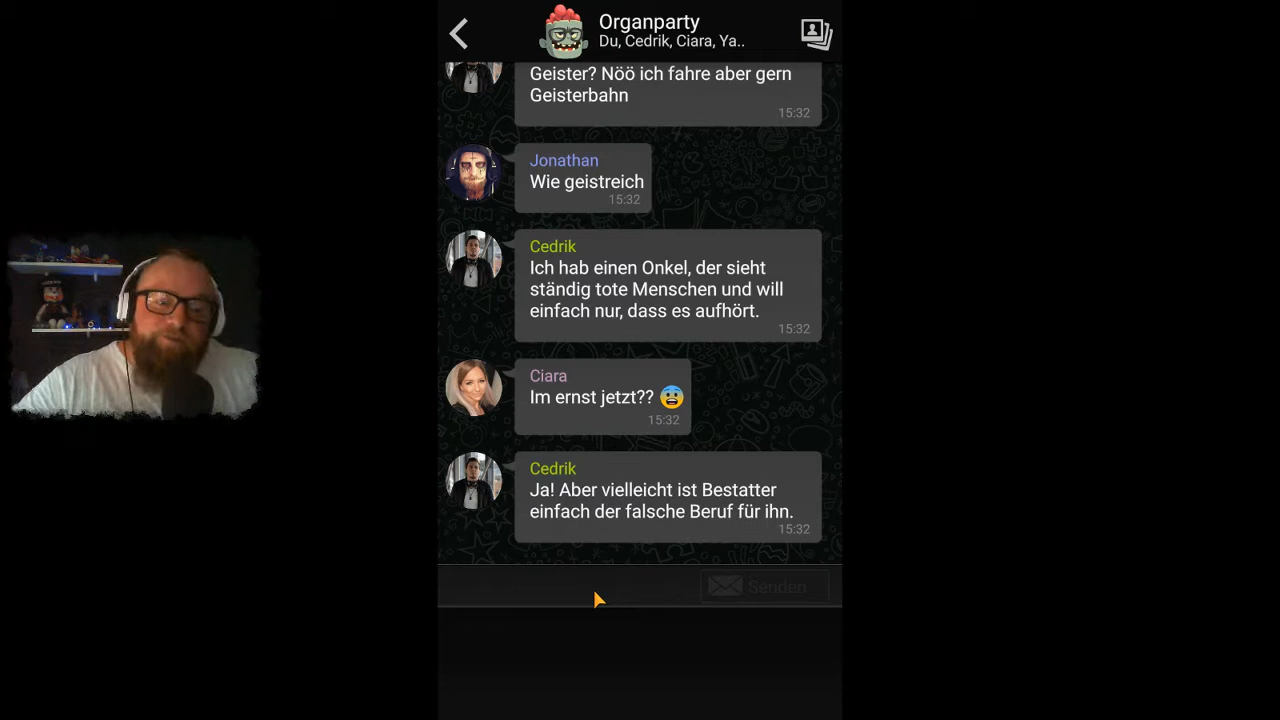 Organparty
Du, Cedrik, Ciara, Ya..
Geister? Nöö ich fahre aber gern
Geisterbahn
15:32
Jonathan
Wie geistreich
15:32
Cedrik
Ich hab einen Onkel, der sieht
ständig tote Menschen und will
einfach nur, dass es aufhört.
15:32
Ciara
Im ernst jetzt?? 😨
15:32
Cedrik
Ja! Aber vielleicht ist Bestatter
einfach der falsche Beruf für ihn.
15:32
Senden